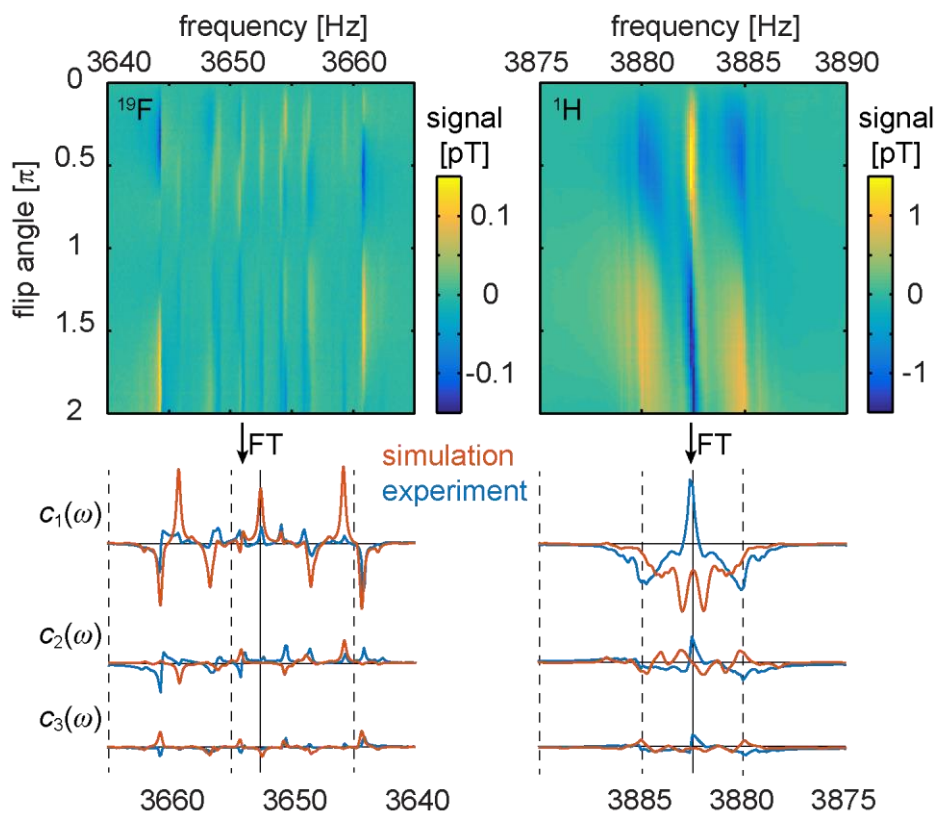 frequency [Hz]
3640 3650 3660
frequency [Hz]
3875 3880 3885 3890
flip angle [π]
0
0.5
1
1.5
2
¹⁹F
signal
[pT]
0.1
0
-0.1
¹H
signal
[pT]
1
0
-1
FT
simulation
experiment
FT
c₁(ω)
c₂(ω)
c₃(ω)
3660 3650 3640
3885 3880 3875